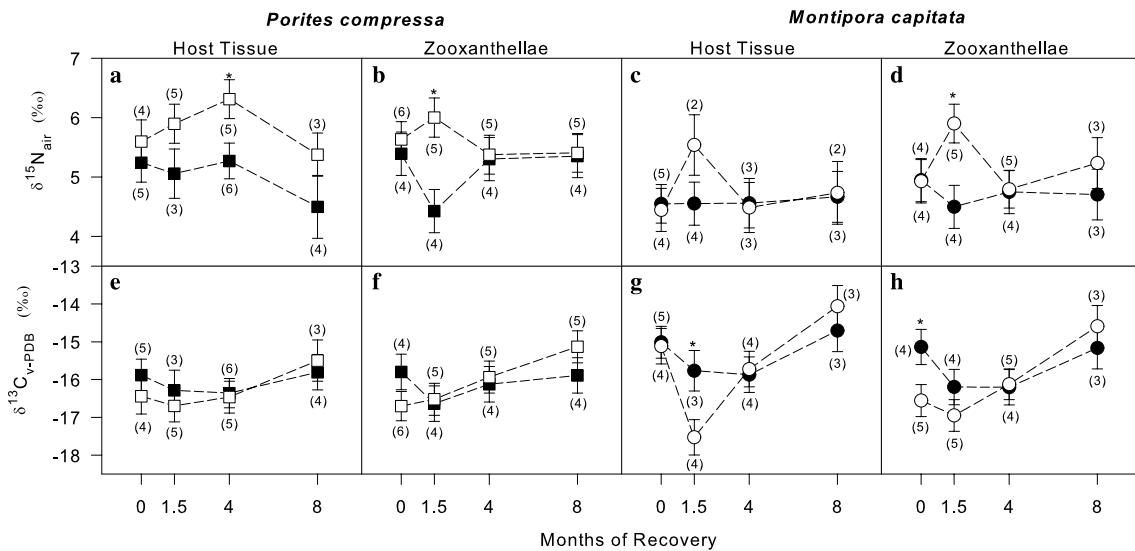 Porites compressa Montipora capitata
Host Tissue Zooxanthellae Host Tissue Zooxanthellae
7
a b c d
* * *
(4) (5) (5) (3) (6) (5) (5) (2) (3) (2) (4) (5) (5) (3)
6
δ15Nair (‰)
5
(5) (3) (6) (4) (4) (5) (4) (4) (5) (4) (4) (3) (3) (4) (4) (4) (3)
4
-13
e f g h
-14
δ13Cv-PDB (‰)
(5) (3) (6) (3) (4) (4) (5) (5) (5) * (3) (4) (3) * (4) (4) (5) (3)
-15
-16
(4) (5) (5) (4) (6) (5) (4) (4) (4) (4) (4) (3) (5) (5) (4) (3)
-17
-18
0 1.5 4 8 0 1.5 4 8 0 1.5 4 8 0 1.5 4 8
Months of Recovery